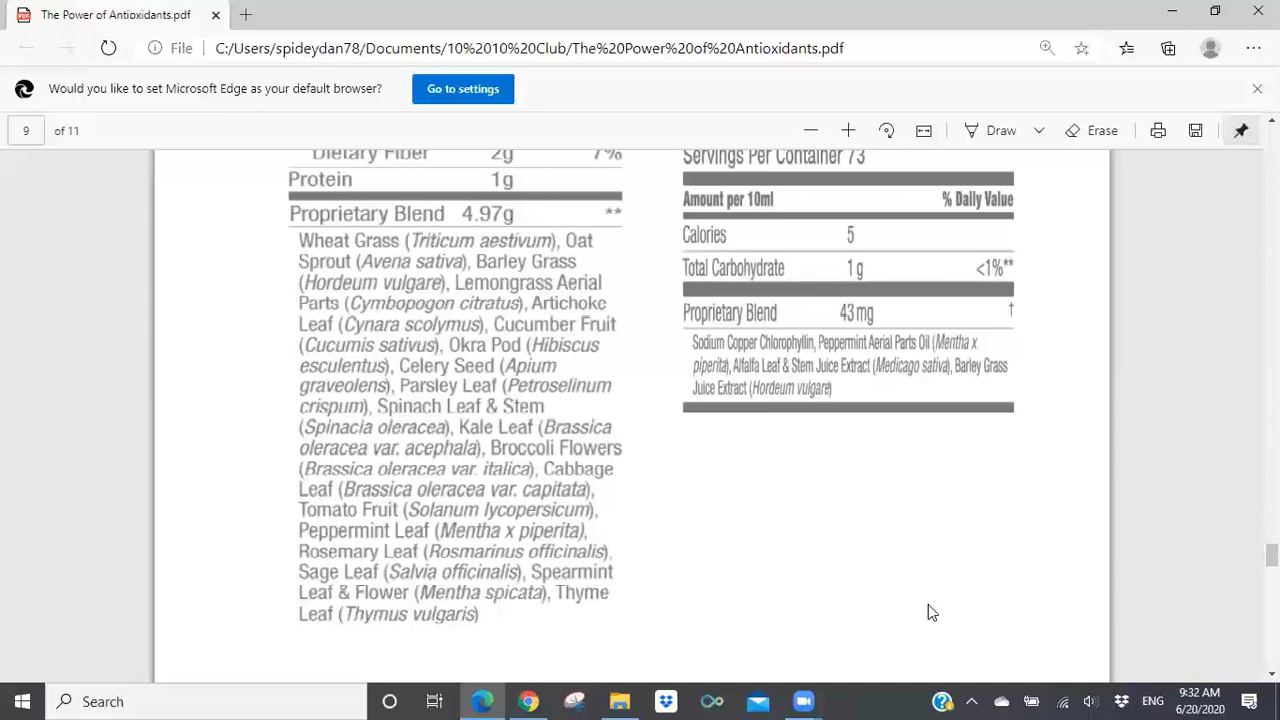 The Power of Antioxidants.pdf
File C:/Users/spideydan78/Documents/10%2010%20Club/The%20Power%20of%20Antioxidants.pdf
Would you like to set Microsoft Edge as your default browser? Go to settings
9 of 11 Draw Erase
Dietary Fiber 2g 7%
Protein 1g
Proprietary Blend 4.97g **
Wheat Grass (Triticum aestivum), Oat
Sprout (Avena sativa), Barley Grass
(Hordeum vulgare), Lemongrass Aerial
Parts (Cymbopogon citratus), Artichoke
Leaf (Cynara scolymus), Cucumber Fruit
(Cucumis sativus), Okra Pod (Hibiscus
esculentus), Celery Seed (Apium
graveolens), Parsley Leaf (Petroselinum
crispum), Spinach Leaf & Stem
(Spinacia oleracea), Kale Leaf (Brassica
oleracea var. acephala), Broccoli Flowers
(Brassica oleracea var. italica), Cabbage
Leaf (Brassica oleracea var. capitata),
Tomato Fruit (Solanum lycopersicum),
Peppermint Leaf (Mentha x piperita),
Rosemary Leaf (Rosmarinus officinalis),
Sage Leaf (Salvia officinalis), Spearmint
Leaf & Flower (Mentha spicata), Thyme
Leaf (Thymus vulgaris)
Servings Per Container 73
Amount per 10ml % Daily Value
Calories 5
Total Carbohydrate 1 g <1%**
Proprietary Blend 43 mg †
Sodium Copper Chlorophyllin, Peppermint Aerial Parts Oil (Mentha x
piperita), Alfalfa Leaf & Stem Juice Extract (Medicago sativa), Barley Grass
Juice Extract (Hordeum vulgare)
Search
ENG
9:32 AM
6/20/2020